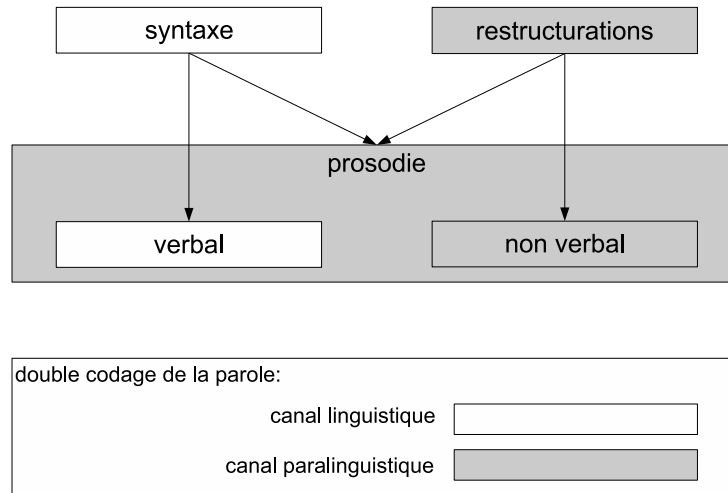 syntaxe
restructurations
prosodie
verbal
non verbal
double codage de la parole:
canal linguistique
canal paralinguistique